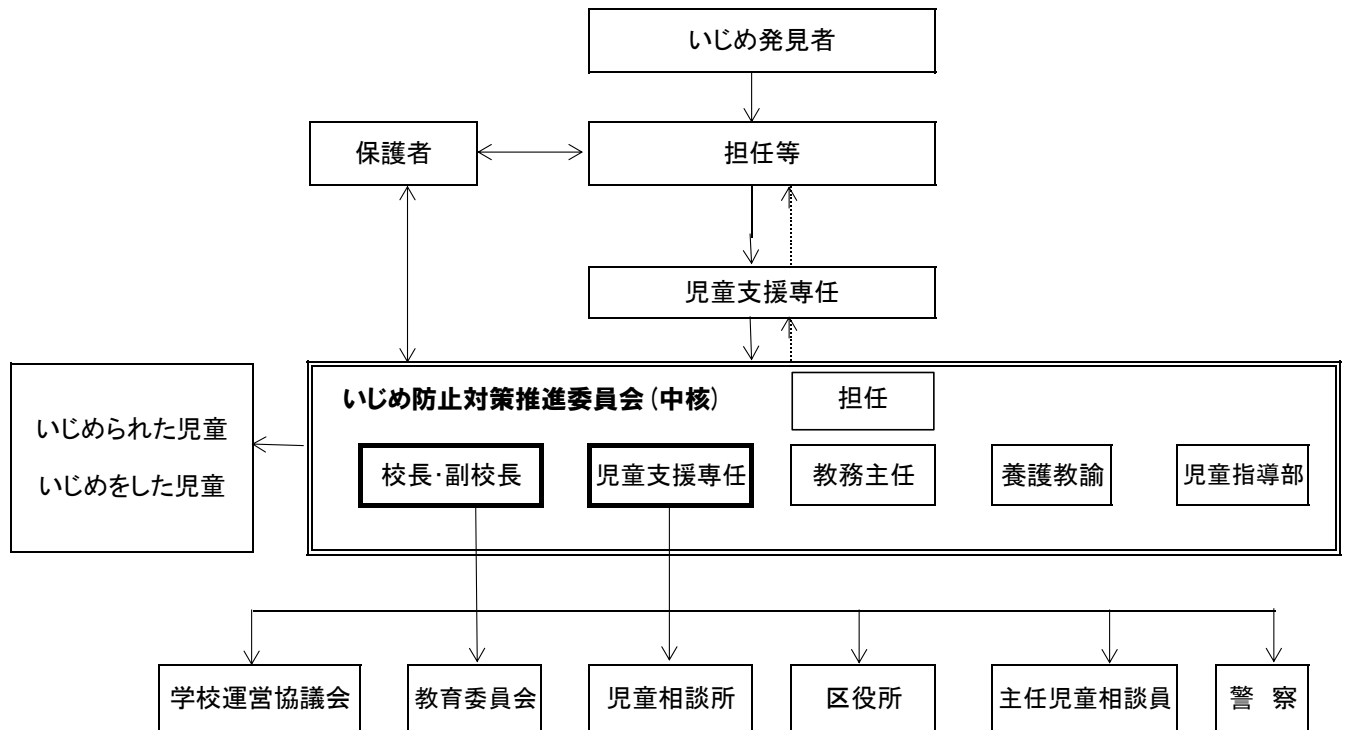 いじめ発見者
保護者
担任等
児童支援専任
いじめ防止対策推進委員会(中核)
担任
いじめられた児童
いじめをした児童
校長・副校長
児童支援専任
教務主任
養護教諭
児童指導部
学校運営協議会
教育委員会
児童相談所
区役所
主任児童相談員
警 察